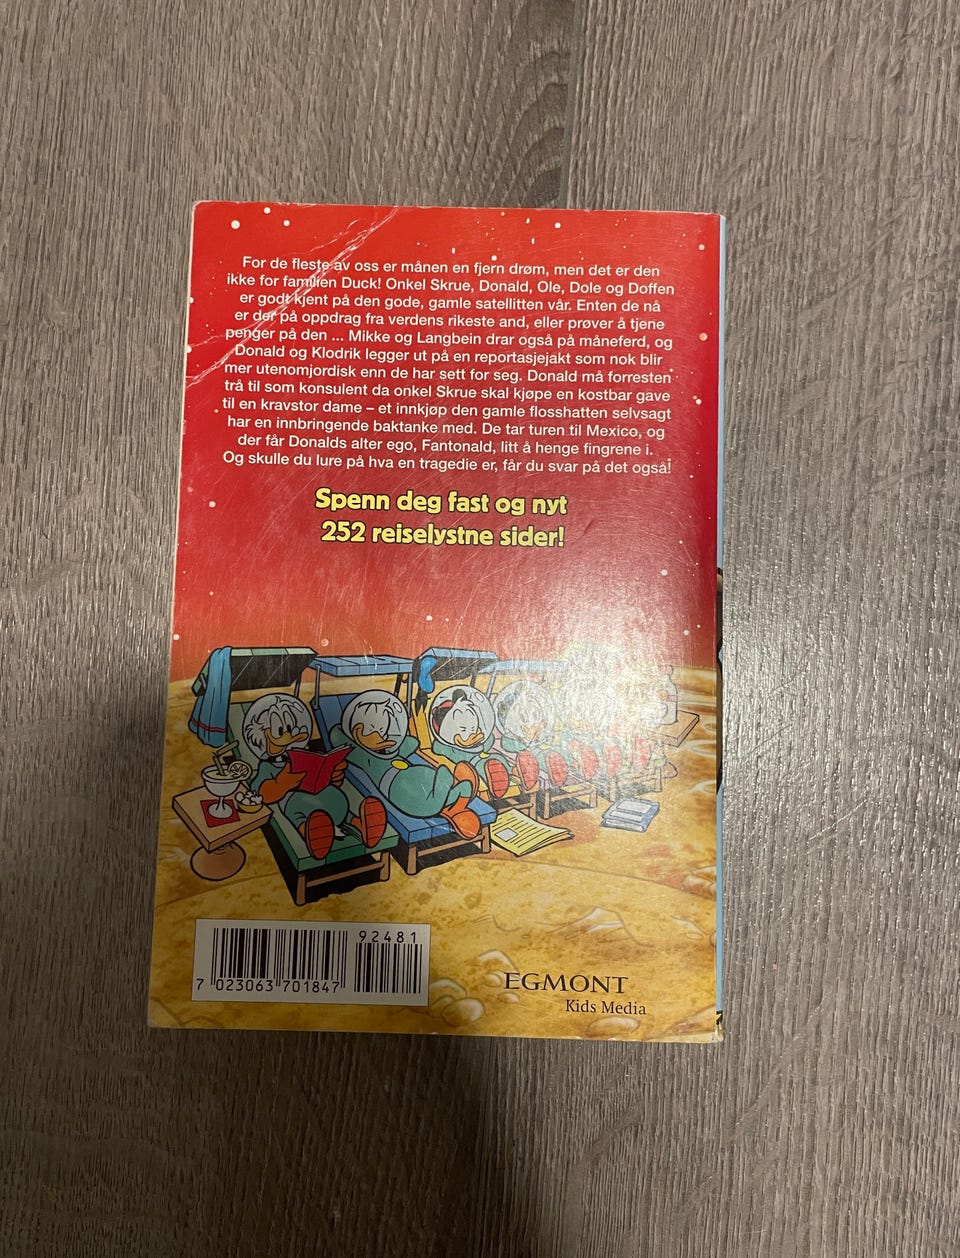 For de fleste av oss er månen en fjern drøm, men det er den
ikke for familien Duck! Onkel Skrue, Donald, Ole, Dole og Doffen
er godt kjent på den gode, gamle satellitten vår. Enten de nå
er der på oppdrag fra verdens rikeste and, eller prøver å tjene
penger på den ... Mikke og Langbein drar også på måneferd, og
Donald og Klodrik legger ut på en reportasjejakt som nok blir
mer utenomjordisk enn de har sett for seg. Donald må forresten
trå til som konsulent da onkel Skrue skal kjøpe en kostbar gave
til en kravstor dame – et innkjøp den gamle flosshatten selvsagt
har en innbringende baktanke med. De tar turen til Mexico, og
der får Donalds alter ego, Fantonald, litt å henge fingrene i.
Og skulle du lure på hva en tragedie er, får du svar på det også!
Spenn deg fast og nyt
252 reiselystne sider!
92481
7 023063 701847
EGMONT
Kids Media